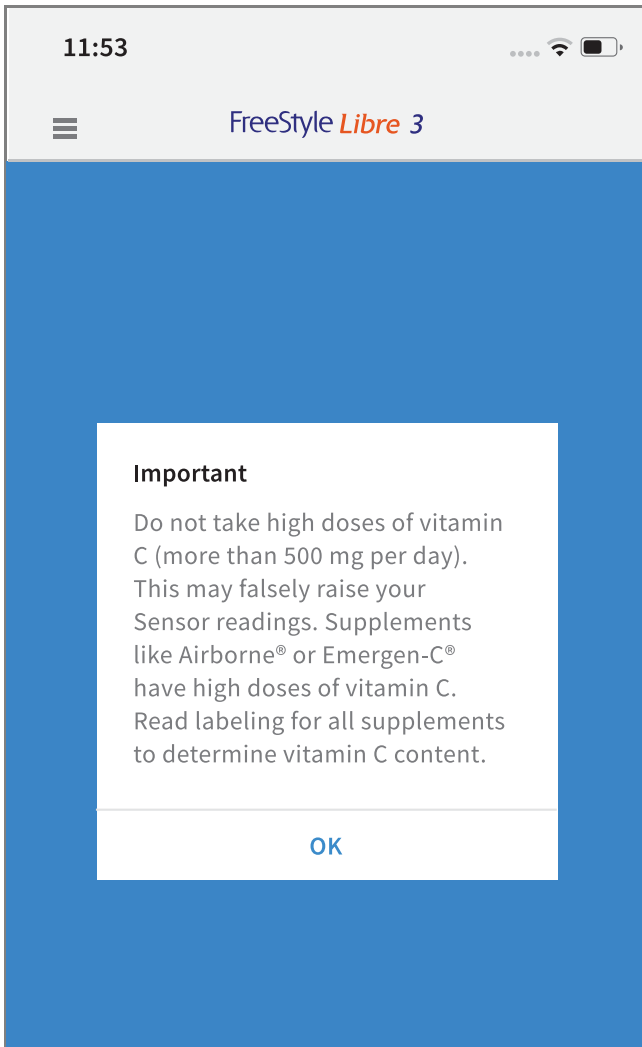 11:53
FreeStyle Libre 3
Important
Do not take high doses of vitamin
C (more than 500 mg per day).
This may falsely raise your
Sensor readings. Supplements
like Airborne® or Emergen-C®
have high doses of vitamin C.
Read labeling for all supplements
to determine vitamin C content.
OK